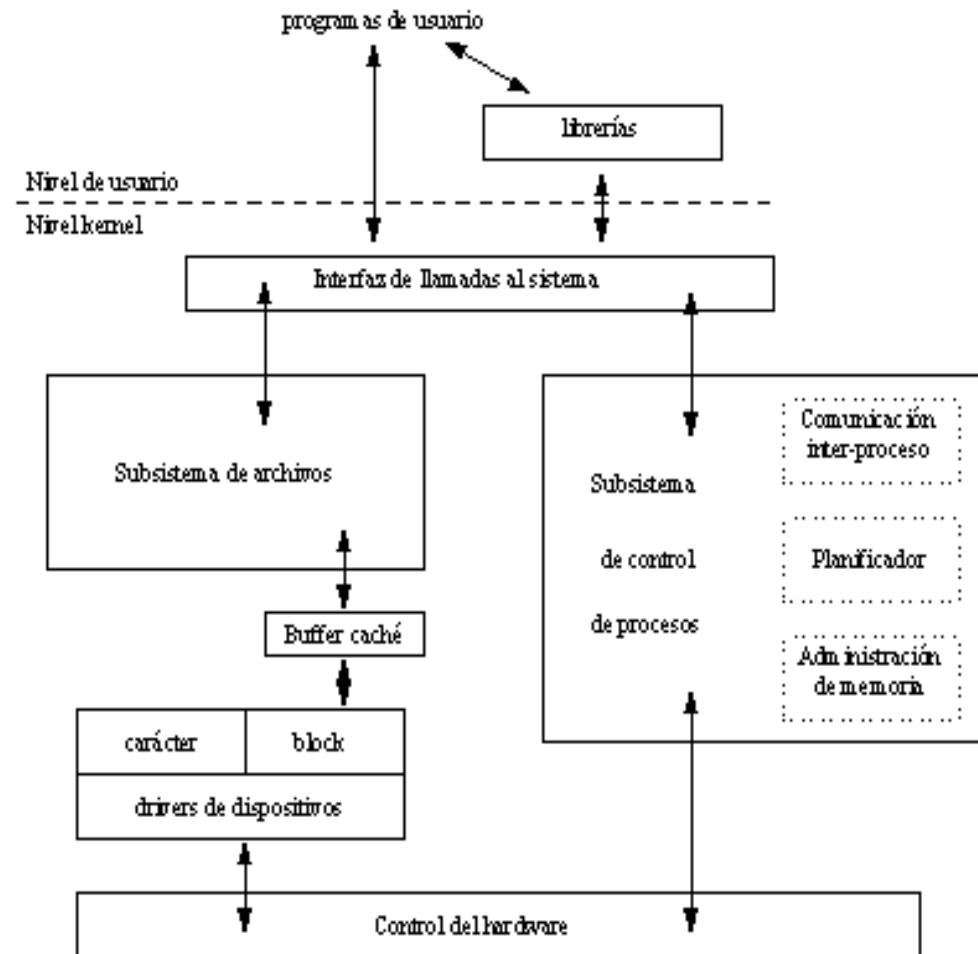 programas de usuario
librerías
Nivel de usuario
Nivel kernel
Interfaz de llamadas al sistema
Subsistema de archivos
Subsistema
de control
de procesos
Comunicación
inter-proceso
Planificador
Administración
de memoria
Buffer caché
carácter
block
drivers de dispositivos
Control del hardware